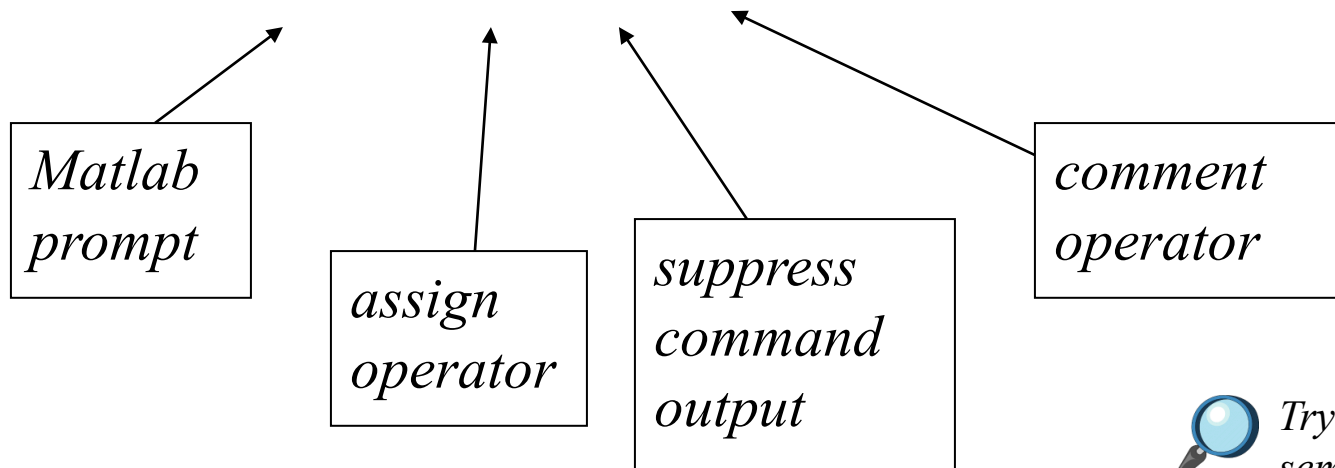 Matlab
prompt
assign
operator
suppress
command
output
comment
operator
Try